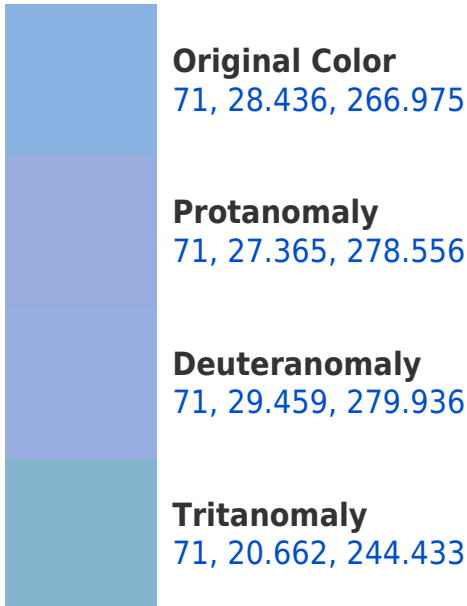 Original Color
71, 28.436, 266.975
Protanomaly
71, 27.365, 278.556
Deuteranomaly
71, 29.459, 279.936
Tritanomaly
71, 20.662, 244.433